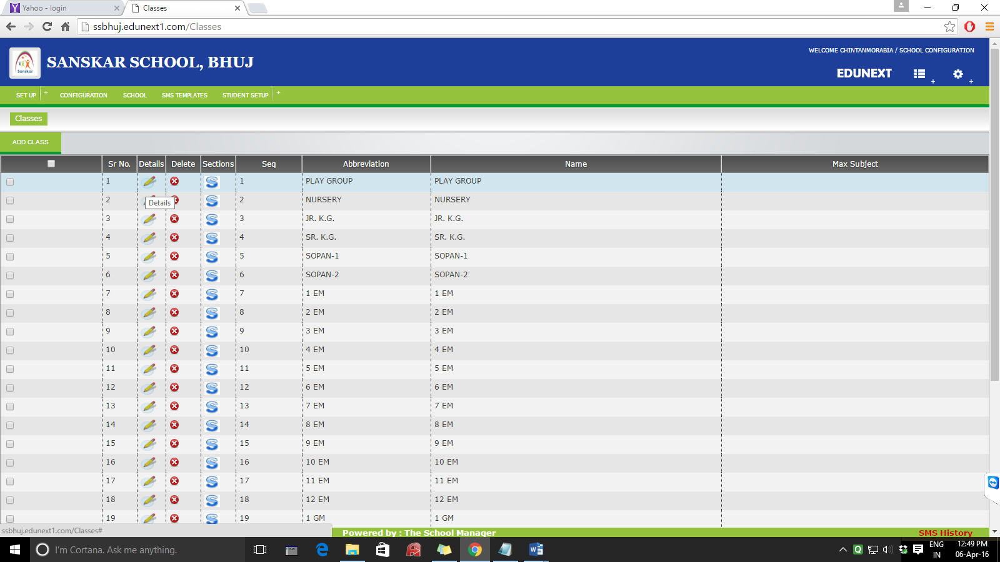 Yahoo - login
Classes
ssbhuj.edunext1.com/Classes
Sanskar
SANSKAR SCHOOL, BHUJ
WELCOME CHINTANMORABIA / SCHOOL CONFIGURATION
EDUNEXT
+ +
SET UP + CONFIGURATION SCHOOL SMS TEMPLATES STUDENT SETUP +
Classes
ADD CLASS
Sr No. Details Delete Sections Seq Abbreviation Name Max Subject
1 S 1 PLAY GROUP PLAY GROUP
2 S 2 NURSERY NURSERY
Details
3 S 3 JR. K.G. JR. K.G.
4 S 4 SR. K.G. SR. K.G.
5 S 5 SOPAN-1 SOPAN-1
6 S 6 SOPAN-2 SOPAN-2
7 S 7 1 EM 1 EM
8 S 8 2 EM 2 EM
9 S 9 3 EM 3 EM
10 S 10 4 EM 4 EM
11 S 11 5 EM 5 EM
12 S 12 6 EM 6 EM
13 S 13 7 EM 7 EM
14 S 14 8 EM 8 EM
15 S 15 9 EM 9 EM
16 S 16 10 EM 10 EM
17 S 17 11 EM 11 EM
18 S 18 12 EM 12 EM
19 S 19 1 GM 1 GM
ssbhuj.edunext1.com/Classes#
Powered by : The School Manager
SMS History
I'm Cortana. Ask me anything.
ENG
IN
12:49 PM
06-Apr-16